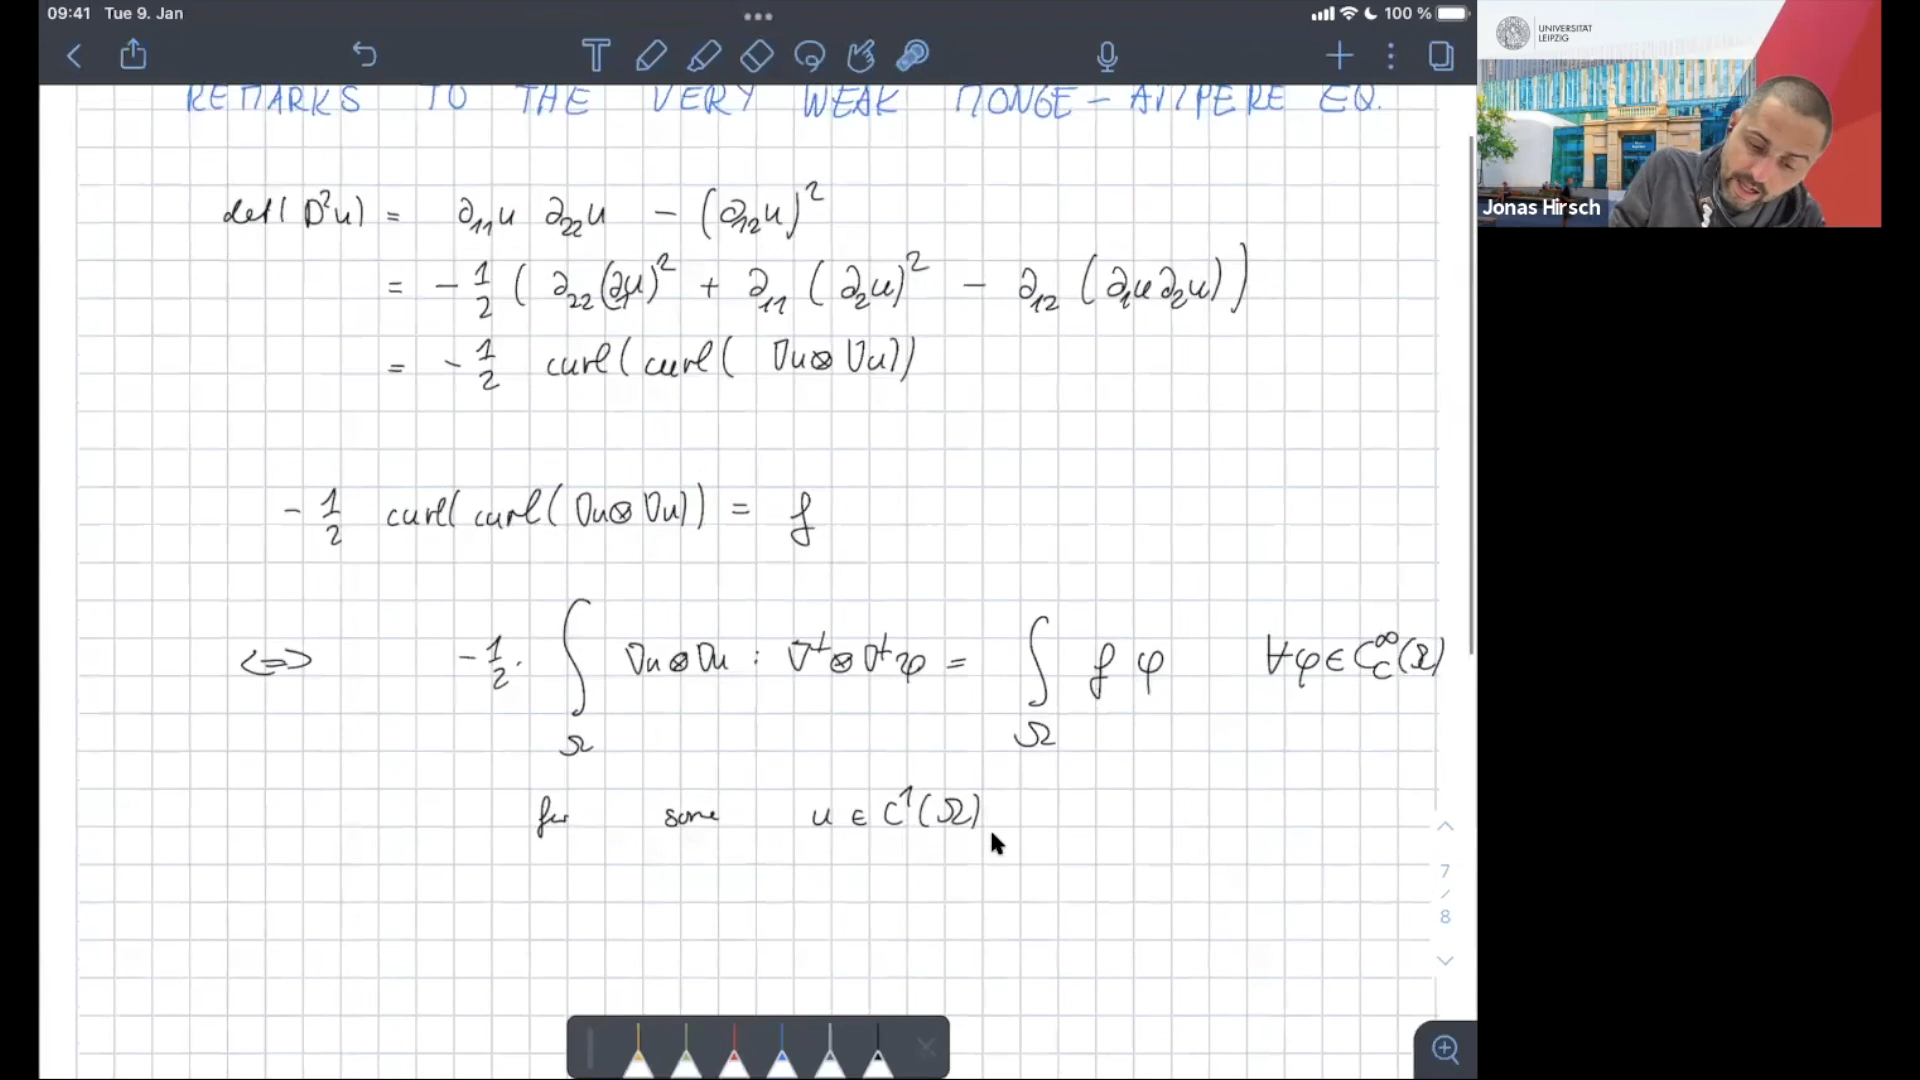 09:41 Tue 9. Jan
100 %
UNIVERSITÄT
LEIPZIG
Jonas Hirsch
REMARKS TO THE VERY WEAK MONGE-AMPERE EQ.
det(D²u) = ∂₁₁u ∂₂₂u - (∂₁₂u)²
= -1/2 (∂₂₂(∂₁u)² + ∂₁₁(∂₂u)² - ∂₁₂(∂₁u∂₂u))
= -1/2 curl(curl(∇u⊗∇u))
-1/2 curl(curl(∇u⊗∇u)) = f
<=> -1/2· ∫_Ω ∇u⊗∇u : ∇^⊥⊗∇^⊥φ = ∫_Ω f φ ∀φ∈C_c^∞(Ω)
for some u ∈ C¹(Ω)
7
/
8